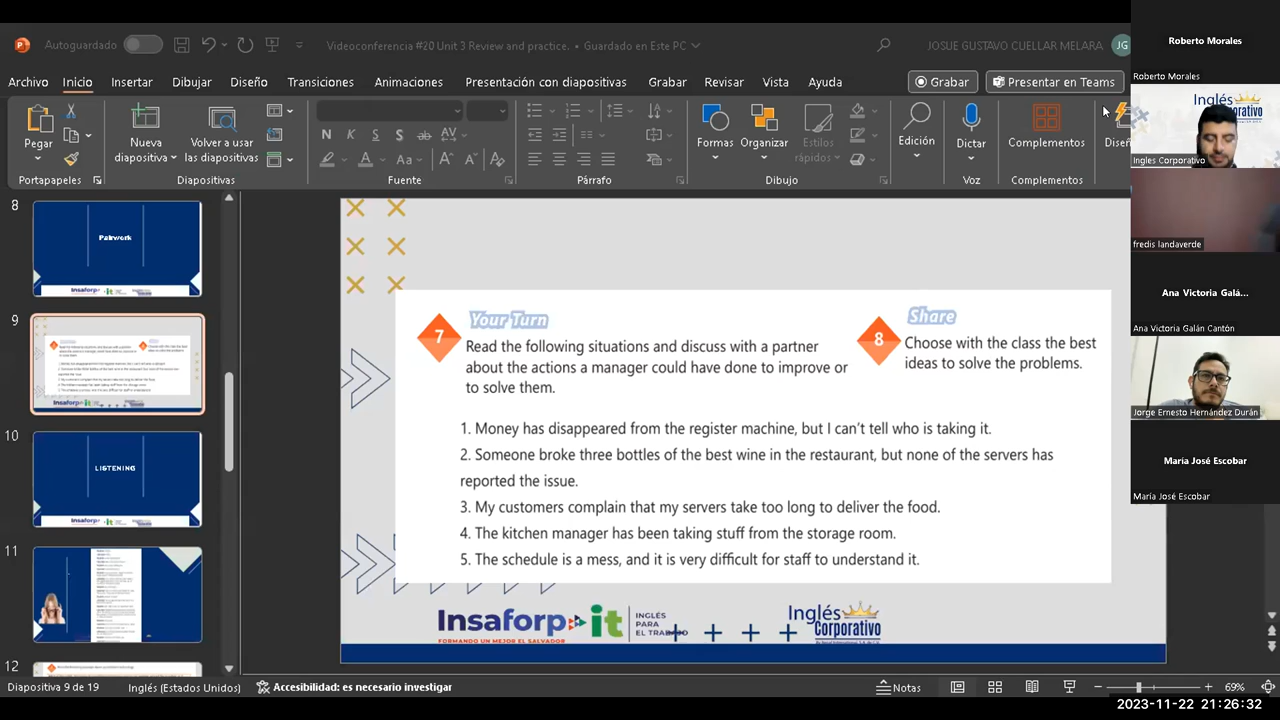 Autoguardado
Videoconferencia #20 Unit 3 Review and practice. • Guardado en Este PC
JOSUE GUSTAVO CUELLAR MELARA
JG
Archivo
Inicio
Insertar
Dibujar
Diseño
Transiciones
Animaciones
Presentación con diapositivas
Grabar
Revisar
Vista
Ayuda
Grabar
Presentar en Teams
Pegar
Nueva
diapositiva
Volver a usar
las diapositivas
Formas
Organizar
Estilos
rápidos
Edición
Dictar
Complementos
Portapapeles
Diapositivas
Fuente
Párrafo
Dibujo
Voz
Complementos
8
Pairwork
9
10
LISTENING
11
12
7
Your Turn
Read the following situations and discuss with a partner
about the actions a manager could have done to improve or
to solve them.
8
Share
Choose with the class the best
ideas to solve the problems.
1. Money has disappeared from the register machine, but I can't tell who is taking it.
2. Someone broke three bottles of the best wine in the restaurant, but none of the servers has
reported the issue.
3. My customers complain that my servers take too long to deliver the food.
4. The kitchen manager has been taking stuff from the storage room.
5. The schedule is a mess, and it is very difficult for staff to understand it.
Insaforp
FORMANDO UN MEJOR EL SALVADOR
it
INGLÉS
PARA
EL TRABAJO
Inglés
Corporativo
Roberto Morales
Roberto Morales
Inglés
Corporativo
Ingles Corporativo
fredis landaverde
Ana Victoria Galá...
Ana Victoria Galán Cantón
Jorge Ernesto Hernández Durán
Maria José Escobar
María José Escobar
Diapositiva 9 de 19
Inglés (Estados Unidos)
Accesibilidad: es necesario investigar
Notas
69%
2023-11-22 21:26:32